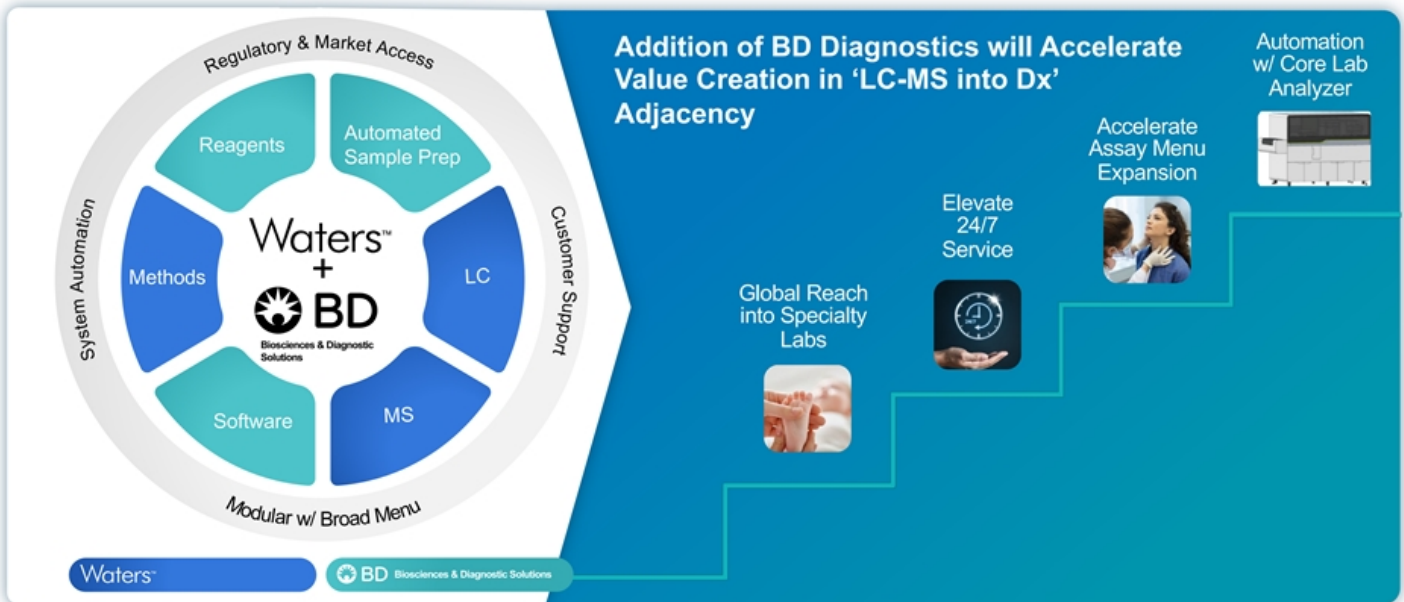 Regulatory & Market Access
System Automation
Customer Support
Modular w/ Broad Menu
Reagents
Automated
Sample Prep
Methods
LC
Software
MS
Waters™
+
BD
Biosciences & Diagnostic
Solutions
Waters™
BD Biosciences & Diagnostic Solutions
Addition of BD Diagnostics will Accelerate
Value Creation in ‘LC-MS into Dx’
Adjacency
Global Reach
into Specialty
Labs
Elevate
24/7
Service
24/7
Accelerate
Assay Menu
Expansion
Automation
w/ Core Lab
Analyzer